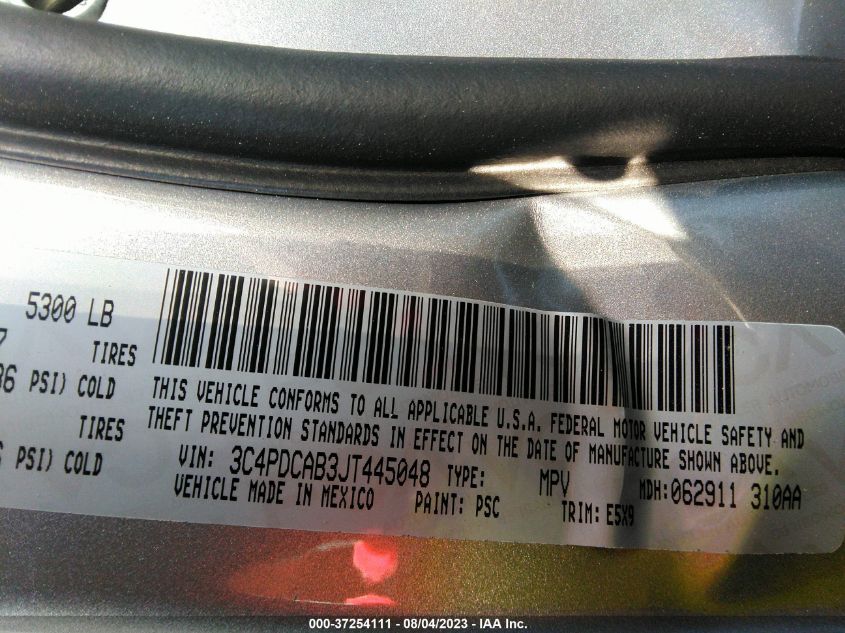 5300 LB
TIRES
PSI) COLD
TIRES
PSI) COLD
THIS VEHICLE CONFORMS TO ALL APPLICABLE U.S.A. FEDERAL MOTOR VEHICLE SAFETY AND
THEFT PREVENTION STANDARDS IN EFFECT ON THE DATE OF MANUFACTURE SHOWN ABOVE.
VIN: 3C4PDCAB3JT445048 TYPE: MPV MDH: 062911 310AA
VEHICLE MADE IN MEXICO PAINT: PSC TRIM: E5X9
000-37254111 - 08/04/2023 - IAA Inc.